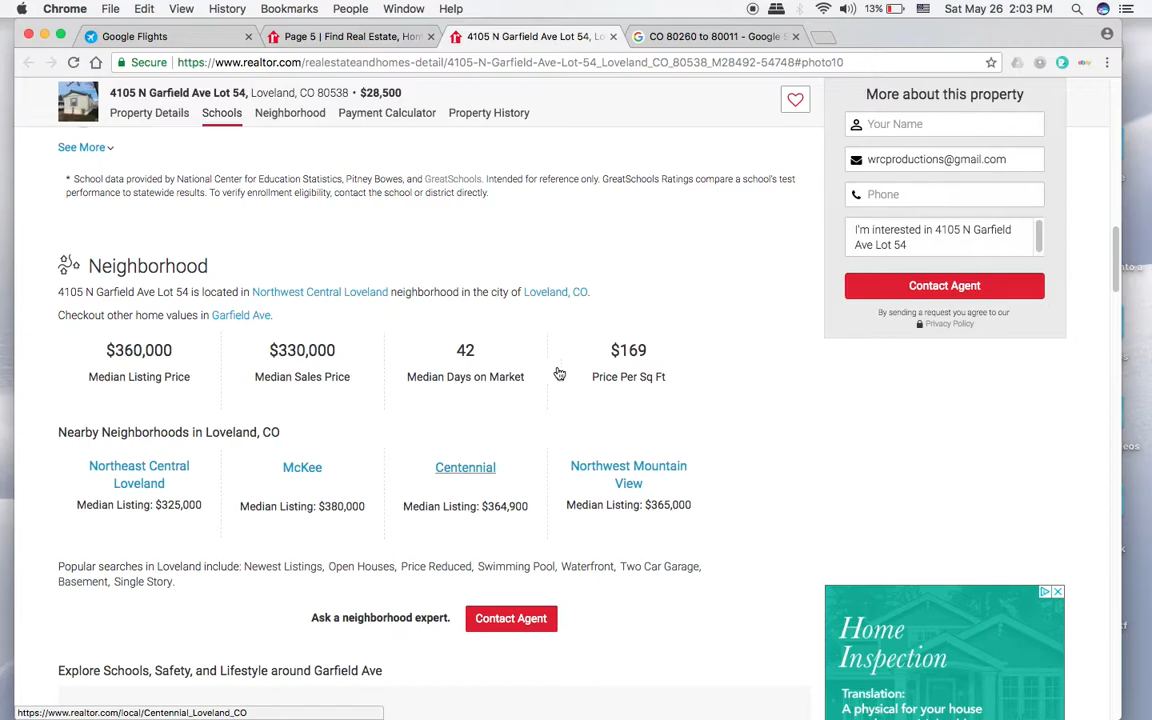 Chrome File Edit View History Bookmarks People Window Help 13% Sat May 26 2:03 PM
Google Flights Page 5 | Find Real Estate, Hom 4105 N Garfield Ave Lot 54, Lo CO 80260 to 80011 - Google S
Secure https://www.realtor.com/realestateandhomes-detail/4105-N-Garfield-Ave-Lot-54_Loveland_CO_80538_M28492-54748#photo10
4105 N Garfield Ave Lot 54, Loveland, CO 80538 • $28,500
Property Details Schools Neighborhood Payment Calculator Property History
See More
* School data provided by National Center for Education Statistics, Pitney Bowes, and GreatSchools. Intended for reference only. GreatSchools Ratings compare a school's test
performance to statewide results. To verify enrollment eligibility, contact the school or district directly.
Neighborhood
4105 N Garfield Ave Lot 54 is located in Northwest Central Loveland neighborhood in the city of Loveland, CO.
Checkout other home values in Garfield Ave.
$360,000 $330,000 42 $169
Median Listing Price Median Sales Price Median Days on Market Price Per Sq Ft
Nearby Neighborhoods in Loveland, CO
Northeast Central Loveland McKee Centennial Northwest Mountain View
Median Listing: $325,000 Median Listing: $380,000 Median Listing: $364,900 Median Listing: $365,000
Popular searches in Loveland include: Newest Listings, Open Houses, Price Reduced, Swimming Pool, Waterfront, Two Car Garage,
Basement, Single Story.
Ask a neighborhood expert. Contact Agent
Explore Schools, Safety, and Lifestyle around Garfield Ave
https://www.realtor.com/local/Centennial_Loveland_CO
More about this property
Your Name
wrcproductions@gmail.com
Phone
I'm interested in 4105 N Garfield
Ave Lot 54
Contact Agent
By sending a request you agree to our
Privacy Policy
Home
Inspection
Translation:
A physical for your house
ebay